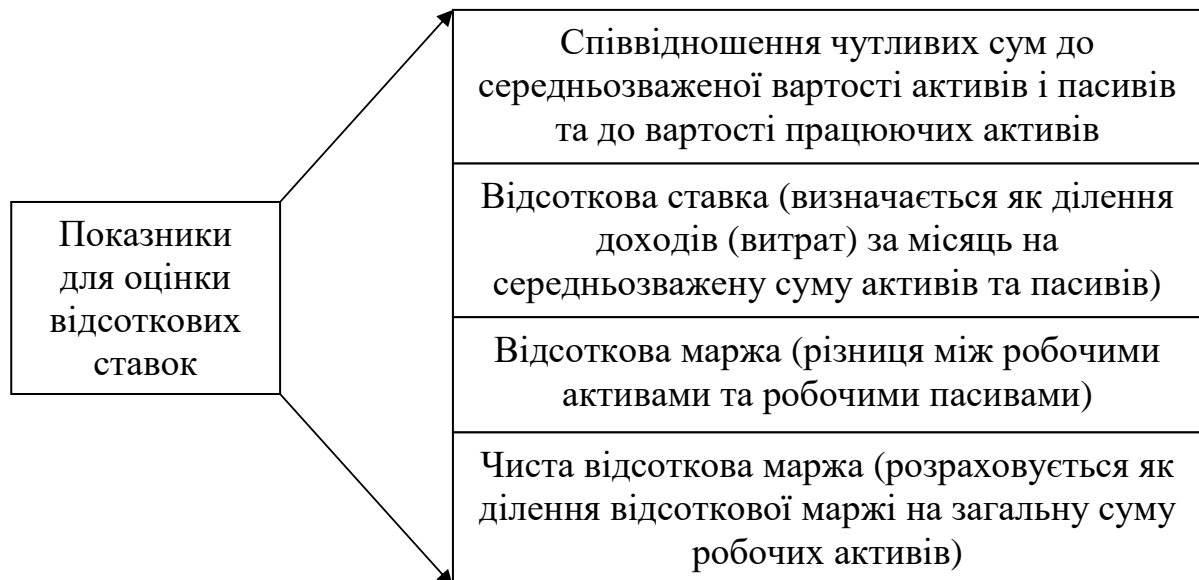 Показники
для оцінки
відсоткових
ставок
Співвідношення чутливих сум до
середньозваженої вартості активів і пасивів
та до вартості працюючих активів
Відсоткова ставка (визначається як ділення
доходів (витрат) за місяць на
середньозважену суму активів та пасивів)
Відсоткова маржа (різниця між робочими
активами та робочими пасивами)
Чиста відсоткова маржа (розраховується як
ділення відсоткової маржі на загальну суму
робочих активів)